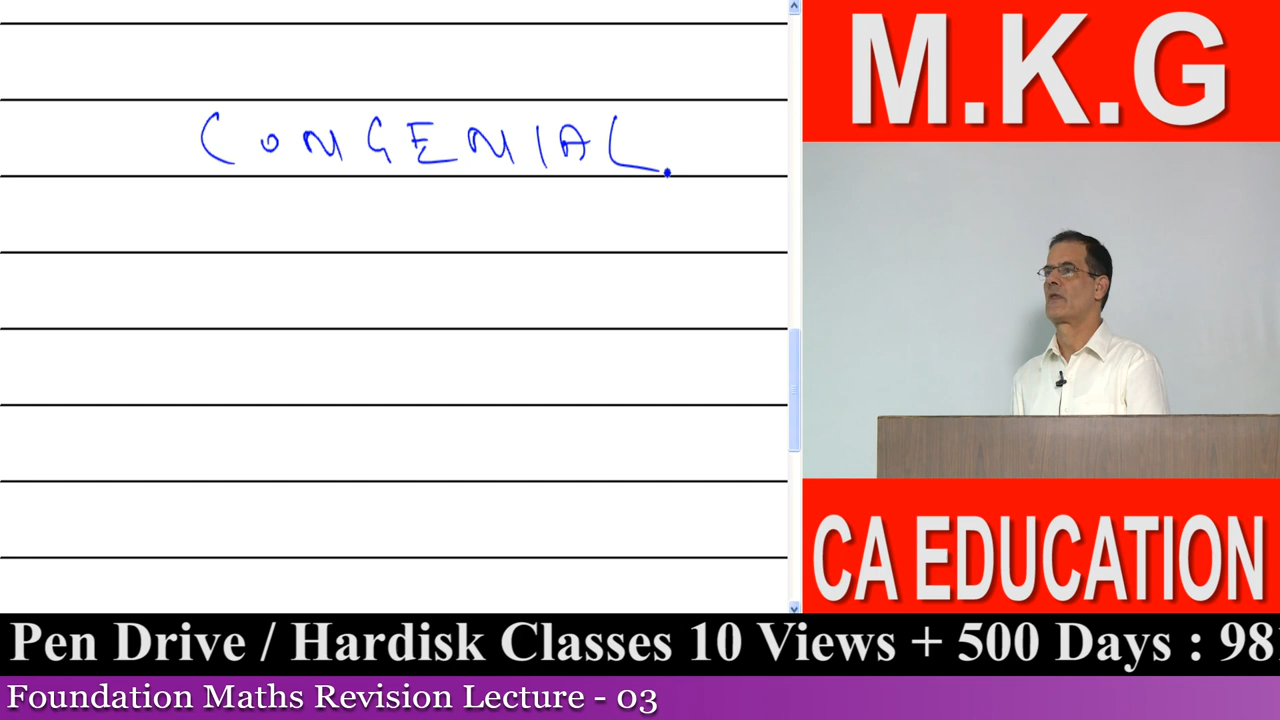 M.K.G
CONGENIAL.
CA EDUCATION
Pen Drive / Hardisk Classes 10 Views + 500 Days : 98
Foundation Maths Revision Lecture - 03